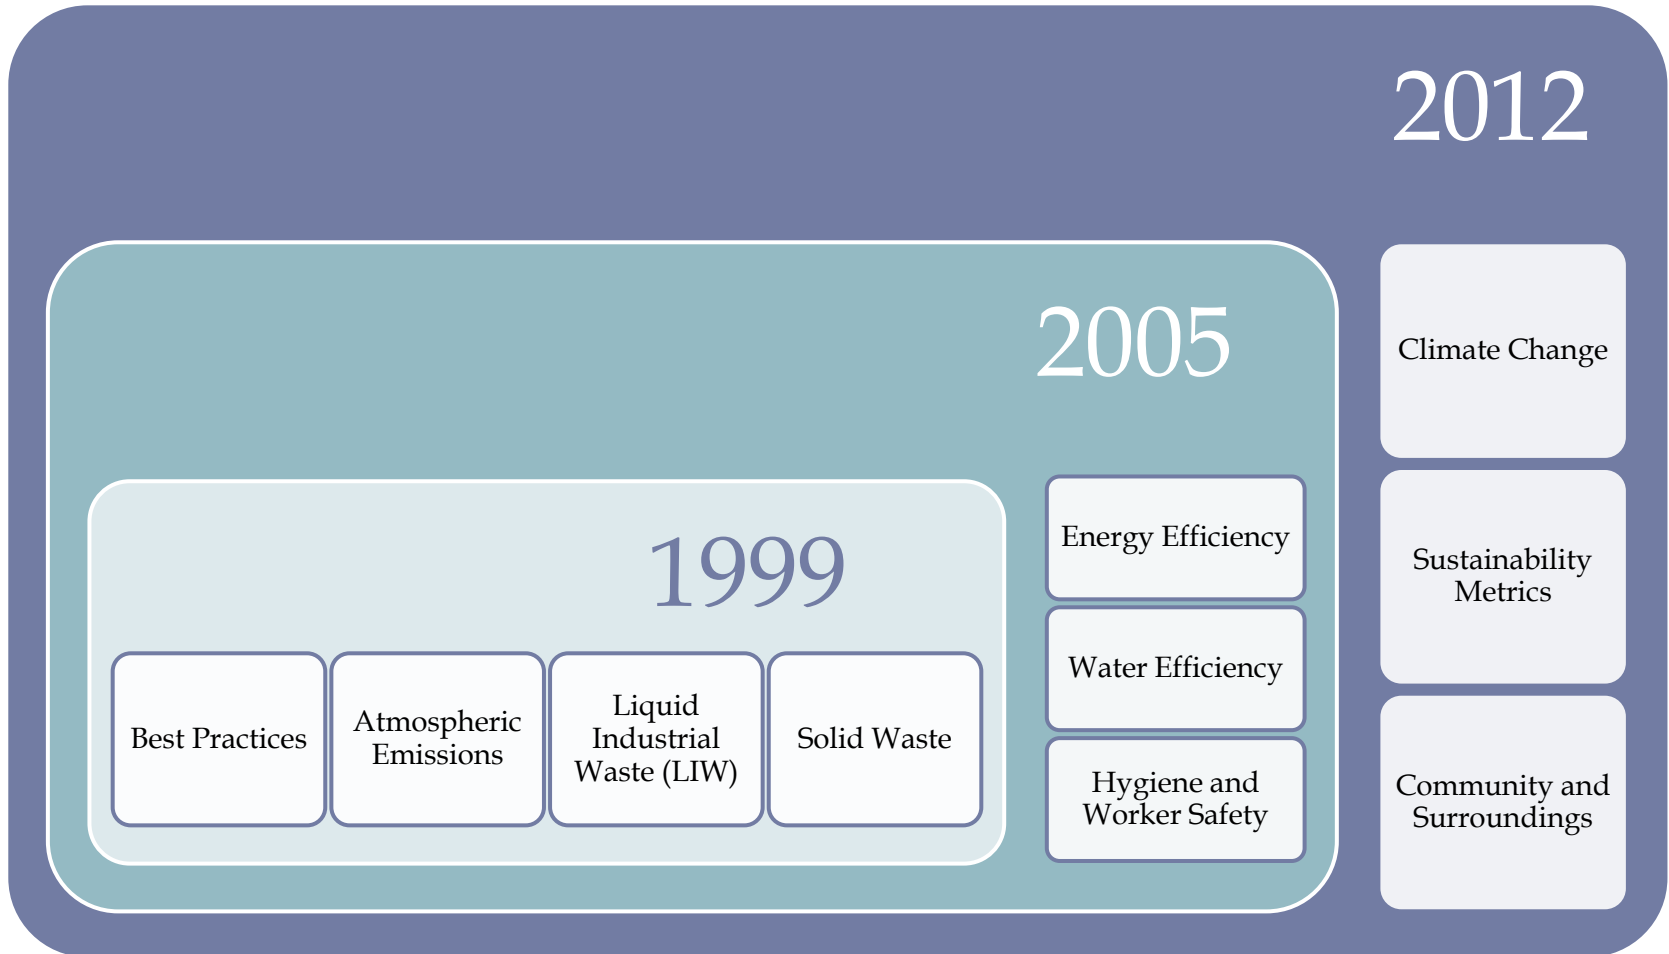 2012
Climate Change
Sustainability
Metrics
Community and
Surroundings
2005
Energy Efficiency
Water Efficiency
Hygiene and
Worker Safety
1999
Best Practices
Atmospheric
Emissions
Liquid
Industrial
Waste (LIW)
Solid Waste